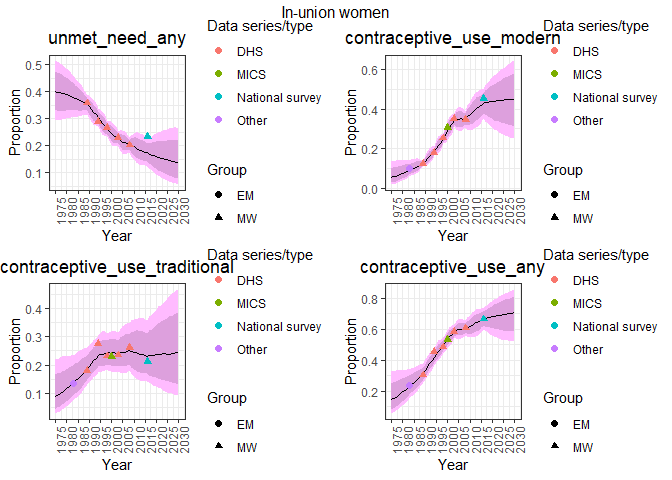 In-union women
unmet_need_any
Proportion
0.5
0.4
0.3
0.2
0.1
1975
1980
1985
1990
1995
2000
2005
2010
2015
2020
2025
2030
Year
Data series/type
DHS
MICS
National survey
Other
Group
EM
MW
contraceptive_use_modern
Proportion
0.6
0.4
0.2
0.0
1975
1980
1985
1990
1995
2000
2005
2010
2015
2020
2025
2030
Year
Data series/type
DHS
MICS
National survey
Other
Group
EM
MW
contraceptive_use_traditional
Proportion
0.4
0.3
0.2
0.1
1975
1980
1985
1990
1995
2000
2005
2010
2015
2020
2025
2030
Year
Data series/type
DHS
MICS
National survey
Other
Group
EM
MW
contraceptive_use_any
Proportion
0.8
0.6
0.4
0.2
1975
1980
1985
1990
1995
2000
2005
2010
2015
2020
2025
2030
Year
Data series/type
DHS
MICS
National survey
Other
Group
EM
MW